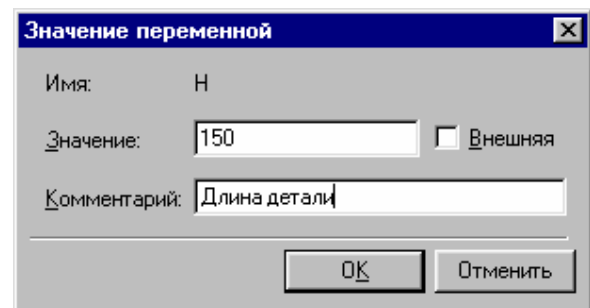 Значение переменной
Имя: H
Значение: 150 Внешняя
Комментарий: Длина детали
OK Отменить